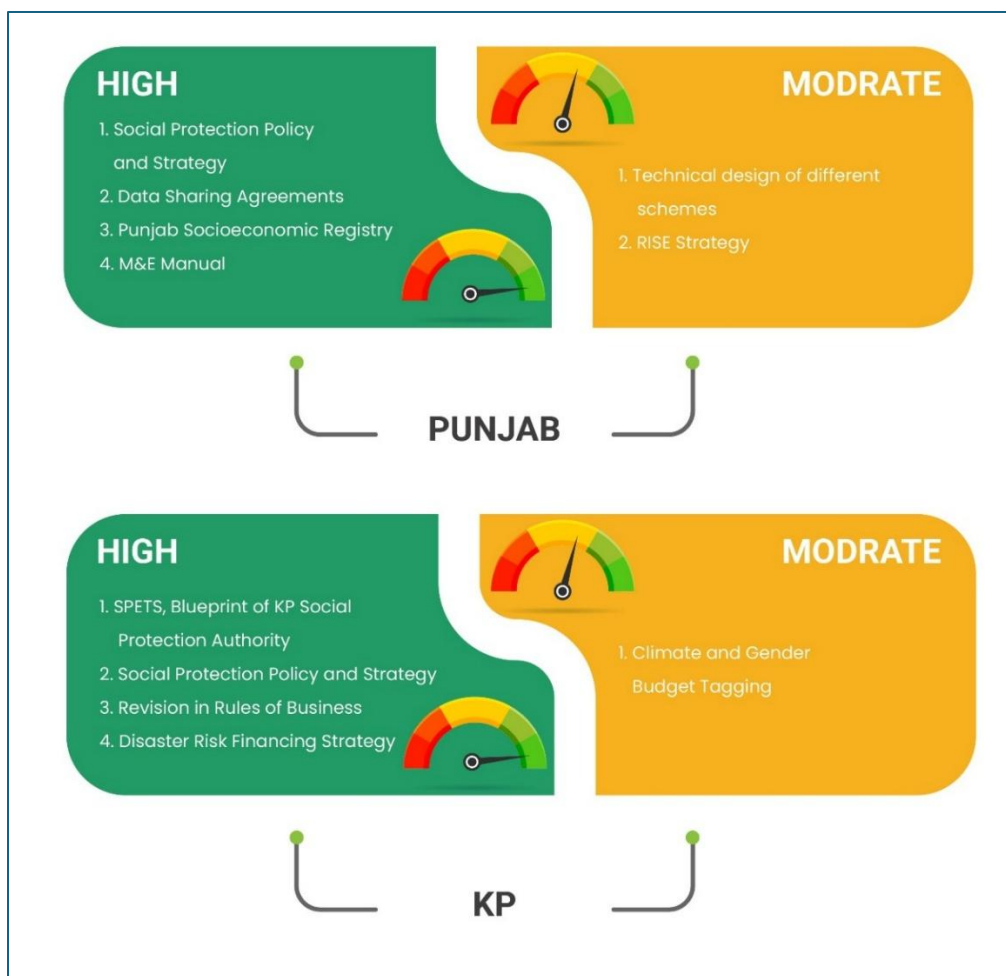 HIGH
1. Social Protection Policy
and Strategy
2. Data Sharing Agreements
3. Punjab Socioeconomic Registry
4. M&E Manual
MODRATE
1. Technical design of different
schemes
2. RISE Strategy
PUNJAB
HIGH
1. SPETS, Blueprint of KP Social
Protection Authority
2. Social Protection Policy and Strategy
3. Revision in Rules of Business
4. Disaster Risk Financing Strategy
MODRATE
1. Climate and Gender
Budget Tagging
KP